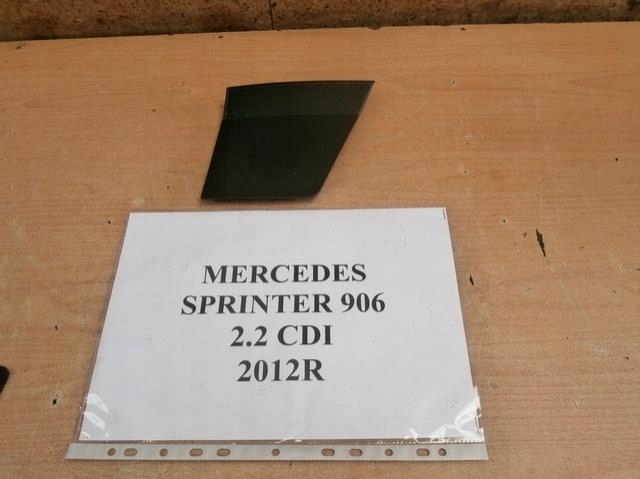 MERCEDES
SPRINTER 906
2.2 CDI
2012R